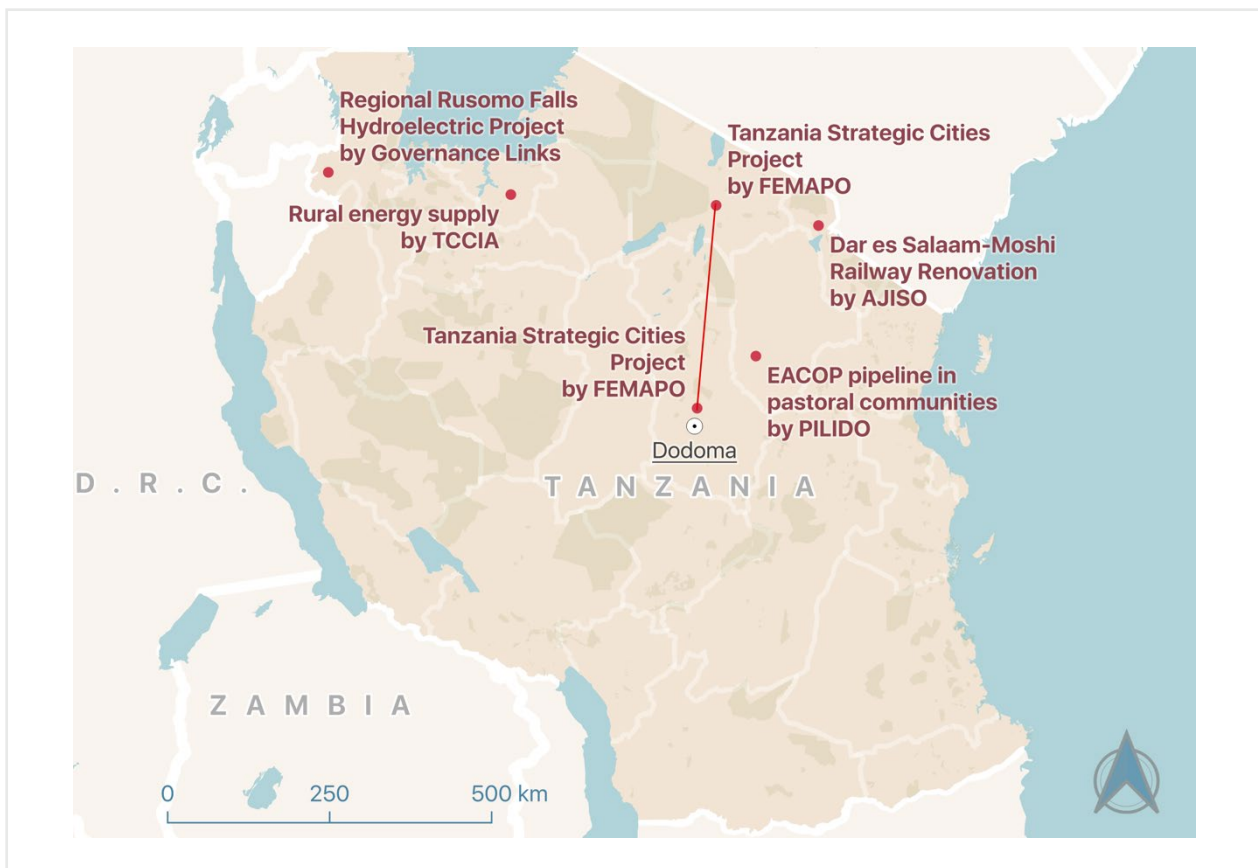 Regional Rusomo Falls
Hydroelectric Project
by Governance Links
Tanzania Strategic Cities
Project
by FEMAPO
Rural energy supply
by TCCIA
Dar es Salaam-Moshi
Railway Renovation
by AJISO
Tanzania Strategic Cities
Project
by FEMAPO
EACOP pipeline in
pastoral communities
by PILIDO
Dodoma
D.R.C.
TANZANIA
ZAMBIA
0 250 500 km